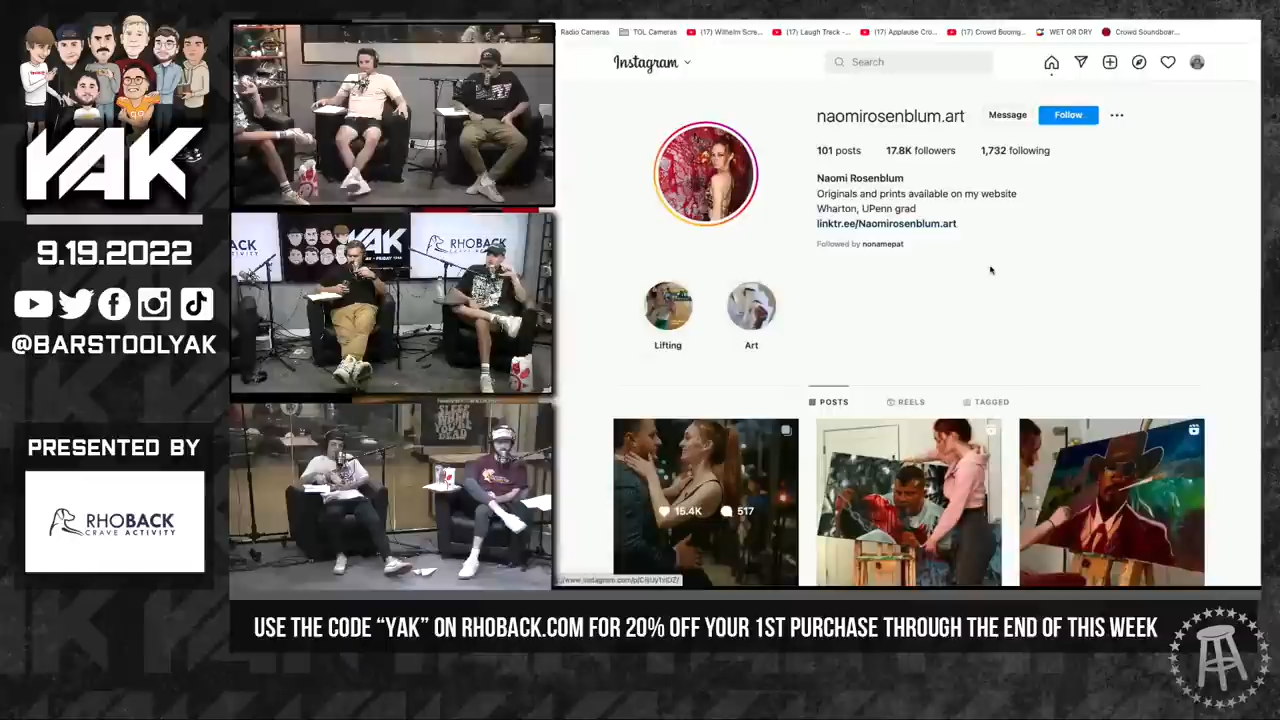 YAK
9.19.2022
@BARSTOOLYAK
PRESENTED BY
RHOBACK
CRAVE ACTIVITY
YAK
RHOBACK
Radio Cameras
TOL Cameras
(17) Wilhelm Scre...
(17) Laugh Track -...
(17) Applause Cro...
(17) Crowd Boomg...
WET OR DRY
Crowd Soundboar...
Instagram
Search
naomirosenblum.art
Message
Follow
101 posts
17.8K followers
1,732 following
Naomi Rosenblum
Originals and prints available on my website
Wharton, UPenn grad
linktr.ee/Naomirosenblum.art
Followed by nonamepat
Lifting
Art
POSTS
REELS
TAGGED
15.4K
517
USE THE CODE “YAK” ON RHOBACK.COM FOR 20% OFF YOUR 1ST PURCHASE THROUGH THE END OF THIS WEEK